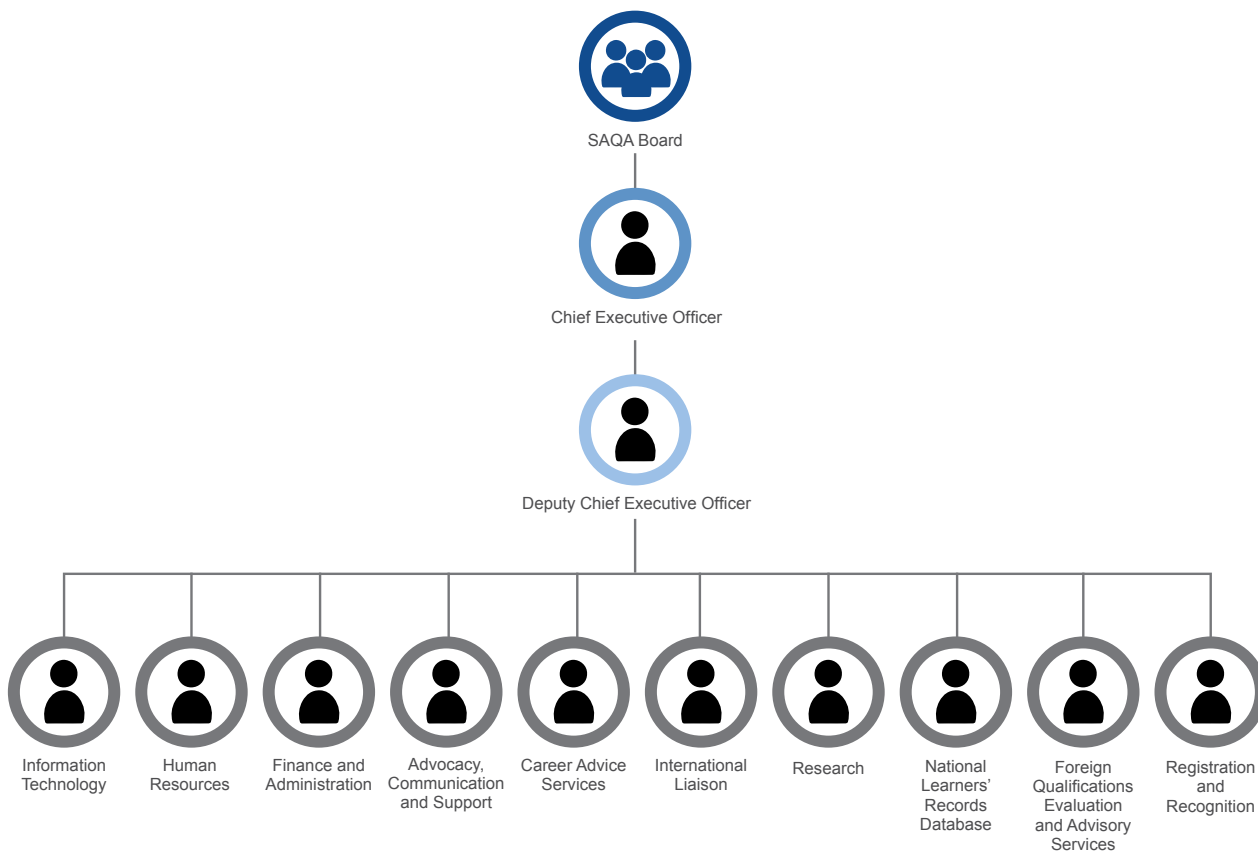 SAQA Board
Chief Executive Officer
Deputy Chief Executive Officer
Information
Technology
Human
Resources
Finance and
Administration
Advocacy,
Communication
and Support
Career Advice
Services
International
Liaison
Research
National
Learners’
Records
Database
Foreign
Qualifications
Evaluation
and Advisory
Services
Registration
and
Recognition